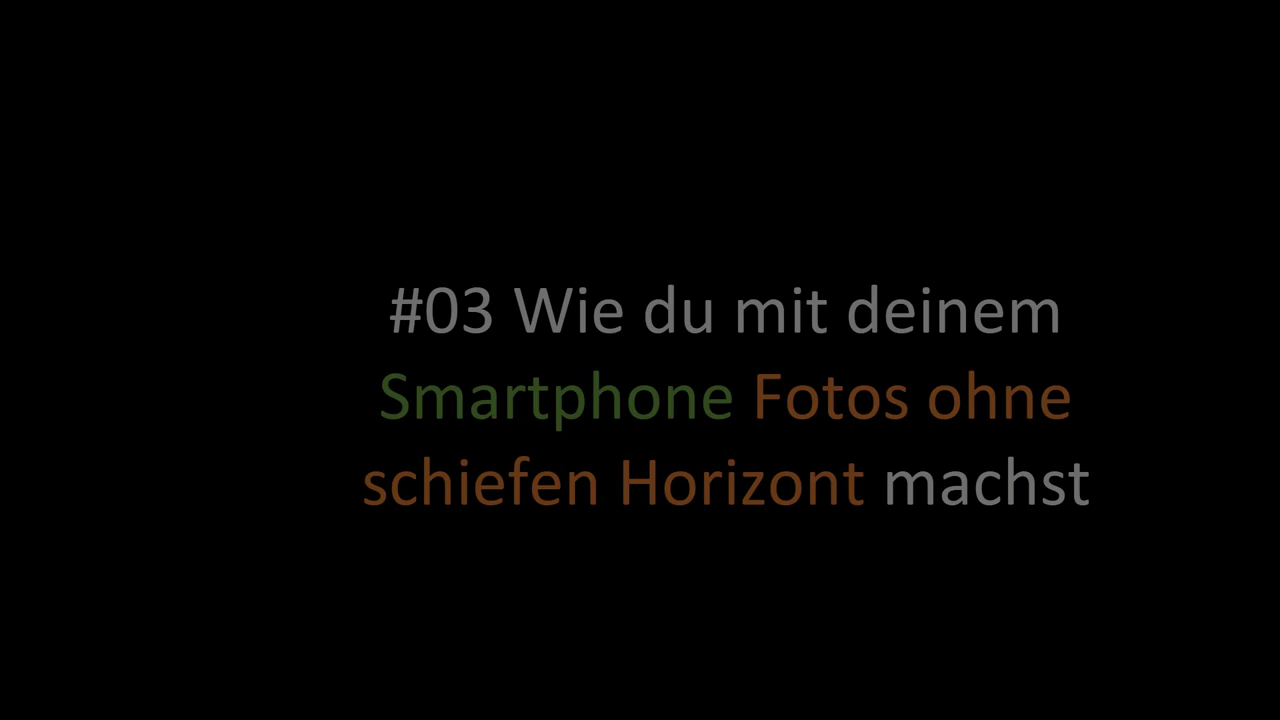 #03 Wie du mit deinem
Smartphone Fotos ohne
schiefen Horizont machst